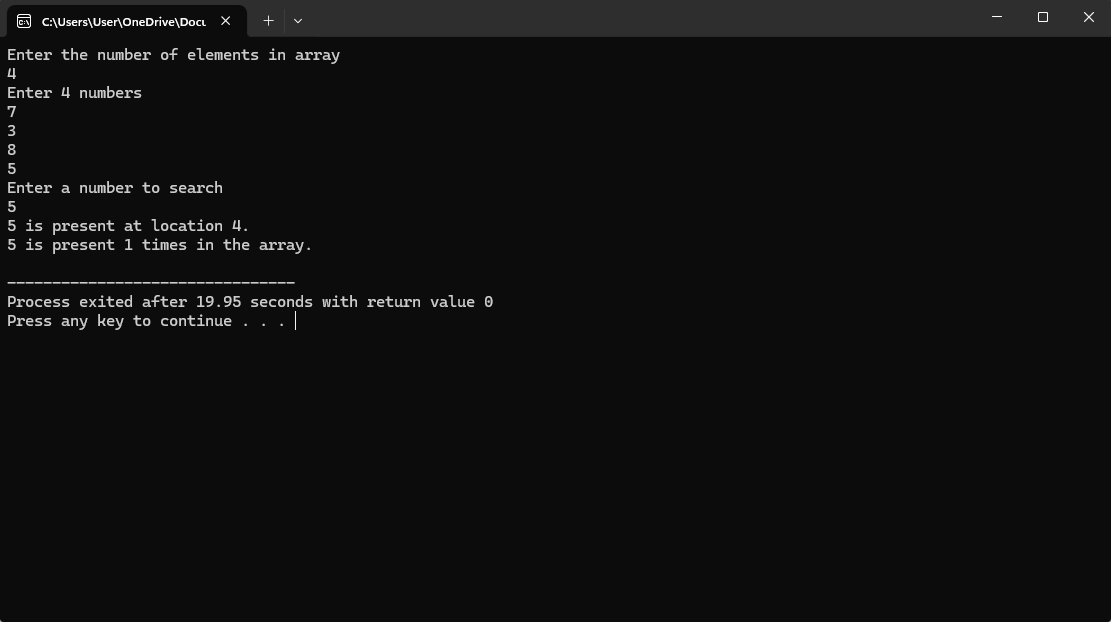 C:\Users\User\OneDrive\Docu
Enter the number of elements in array
4
Enter 4 numbers
7
3
8
5
Enter a number to search
5
5 is present at location 4.
5 is present 1 times in the array.
--------------------------------
Process exited after 19.95 seconds with return value 0
Press any key to continue . . .